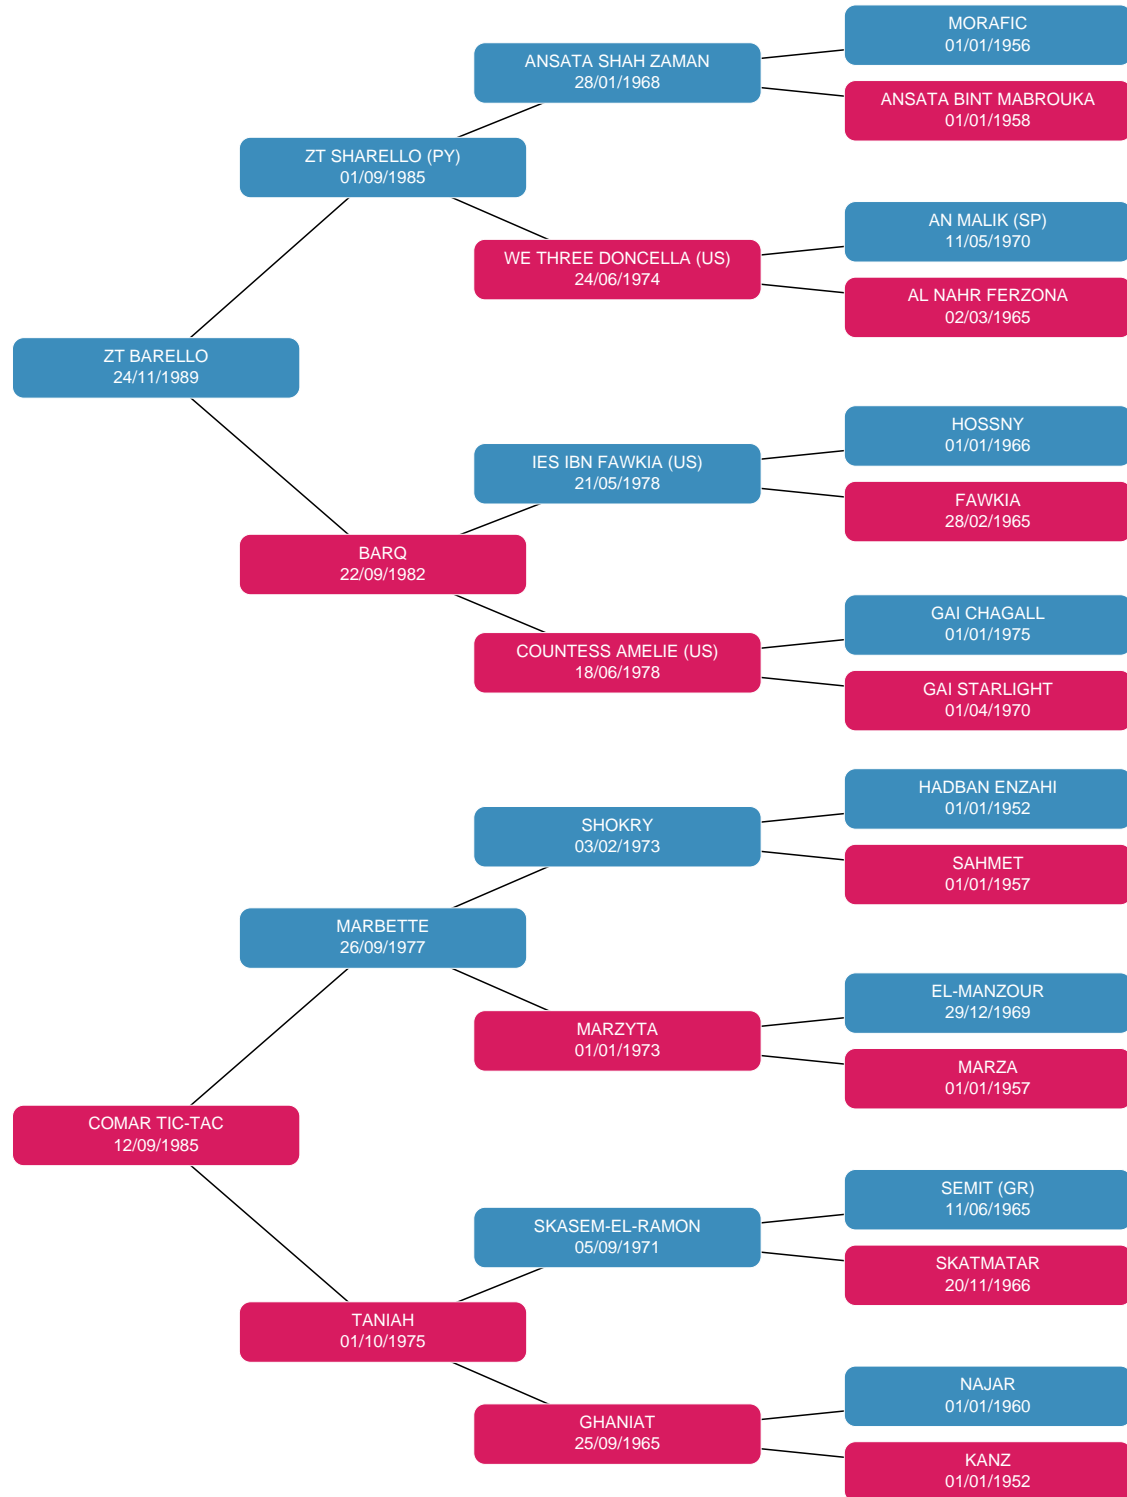 MORAFIC
01/01/1956
ANSATA SHAH ZAMAN
28/01/1968
ANSATA BINT MABROUKA
01/01/1958
ZT SHARELLO (PY)
01/09/1985
AN MALIK (SP)
11/05/1970
WE THREE DONCELLA (US)
24/06/1974
AL NAHR FERZONA
02/03/1965
ZT BARELLO
24/11/1989
HOSSNY
01/01/1966
IES IBN FAWKIA (US)
21/05/1978
FAWKIA
28/02/1965
BARQ
22/09/1982
GAI CHAGALL
01/01/1975
COUNTESS AMELIE (US)
18/06/1978
GAI STARLIGHT
01/04/1970
HADBAN ENZAHI
01/01/1952
SHOKRY
03/02/1973
SAHMET
01/01/1957
MARBETTE
26/09/1977
EL-MANZOUR
29/12/1969
MARZYTA
01/01/1973
MARZA
01/01/1957
COMAR TIC-TAC
12/09/1985
SEMIT (GR)
11/06/1965
SKASEM-EL-RAMON
05/09/1971
SKATMATAR
20/11/1966
TANIAH
01/10/1975
NAJAR
01/01/1960
GHANIAT
25/09/1965
KANZ
01/01/1952